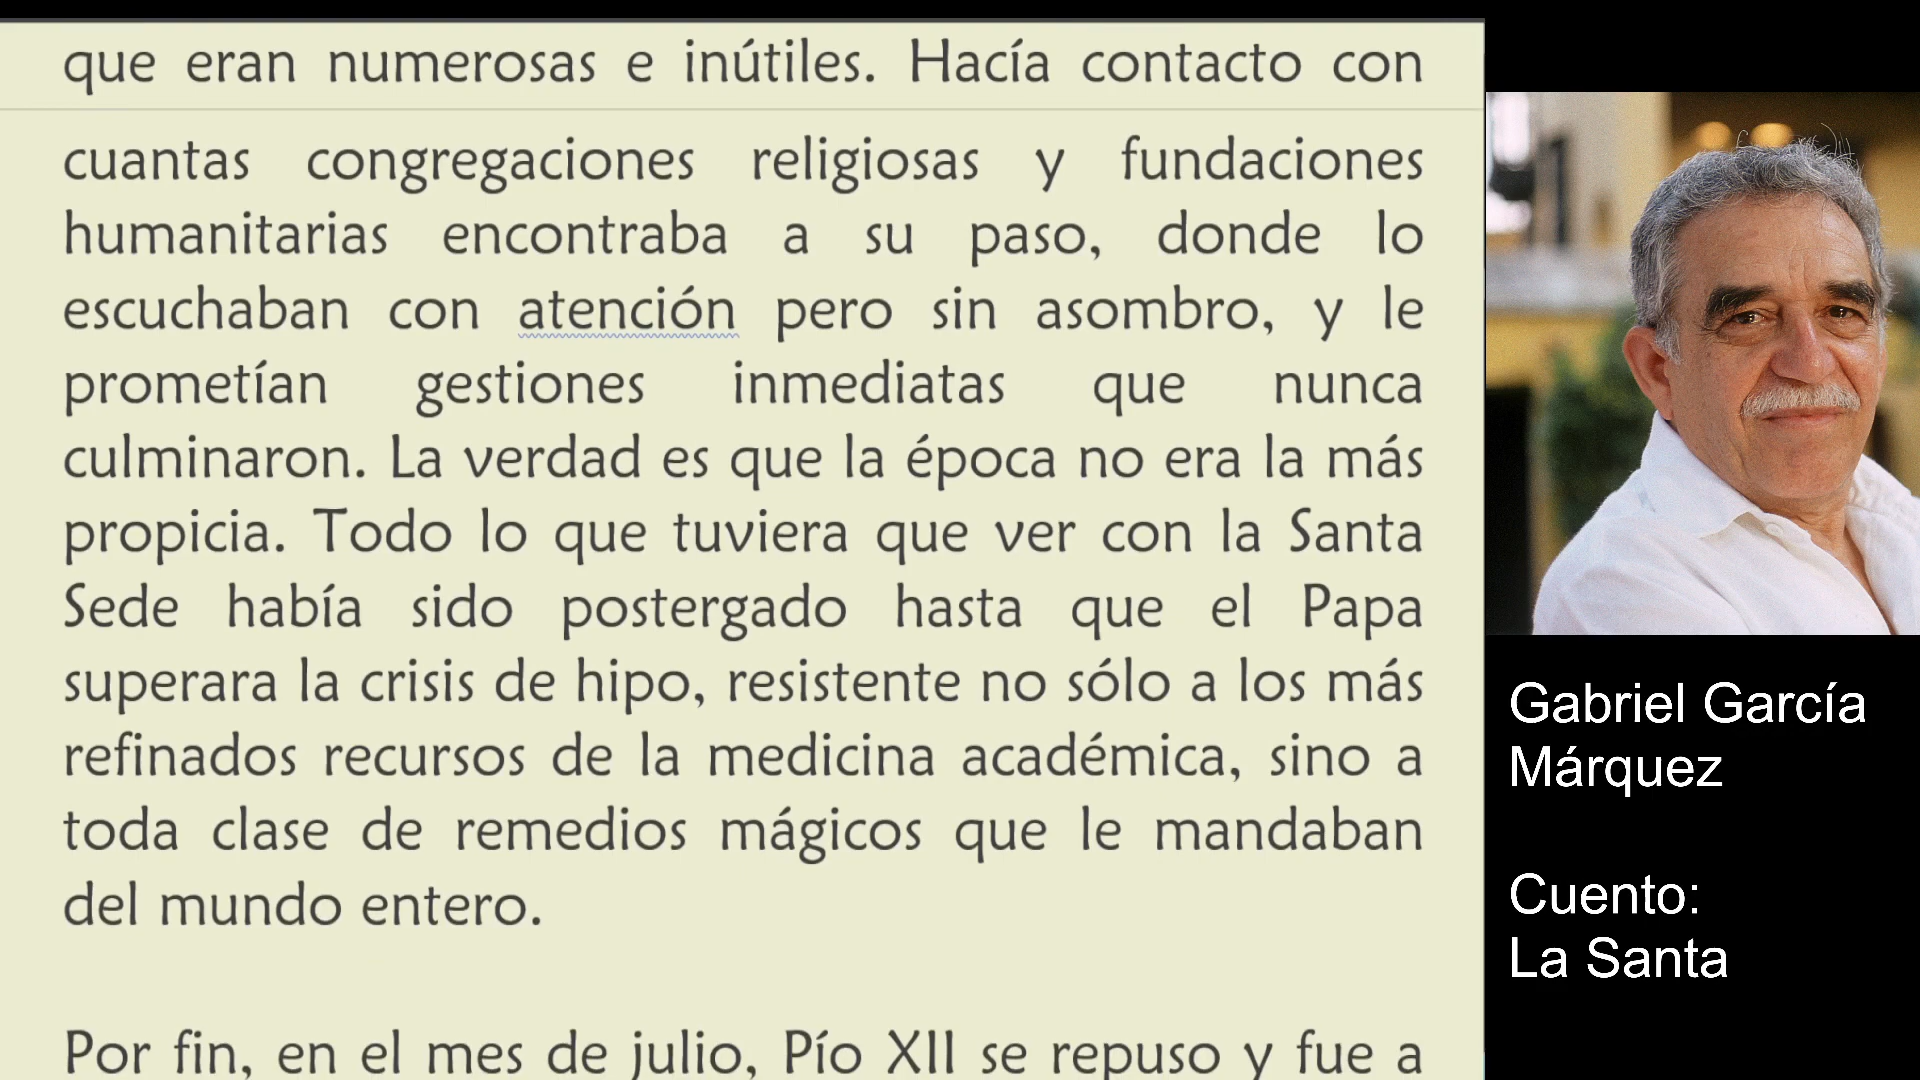 que eran numerosas e inútiles. Hacía contacto con
cuantas congregaciones religiosas y fundaciones
humanitarias encontraba a su paso, donde lo
escuchaban con atención pero sin asombro, y le
prometían gestiones inmediatas que nunca
culminaron. La verdad es que la época no era la más
propicia. Todo lo que tuviera que ver con la Santa
Sede había sido postergado hasta que el Papa
superara la crisis de hipo, resistente no sólo a los más
refinados recursos de la medicina académica, sino a
toda clase de remedios mágicos que le mandaban
del mundo entero.
Por fin, en el mes de julio, Pío XII se repuso y fue a
Gabriel García
Márquez
Cuento:
La Santa